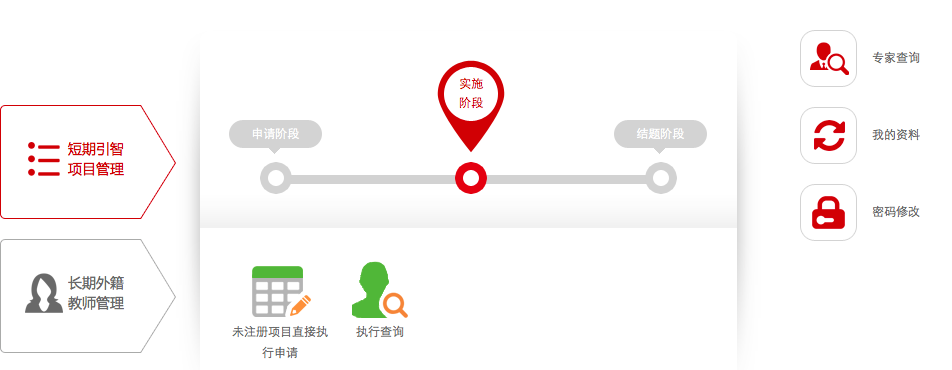 短期引智
项目管理
长期外籍
教师管理
申请阶段
实施
阶段
结题阶段
未注册项目直接执
行申请
执行查询
专家查询
我的资料
密码修改